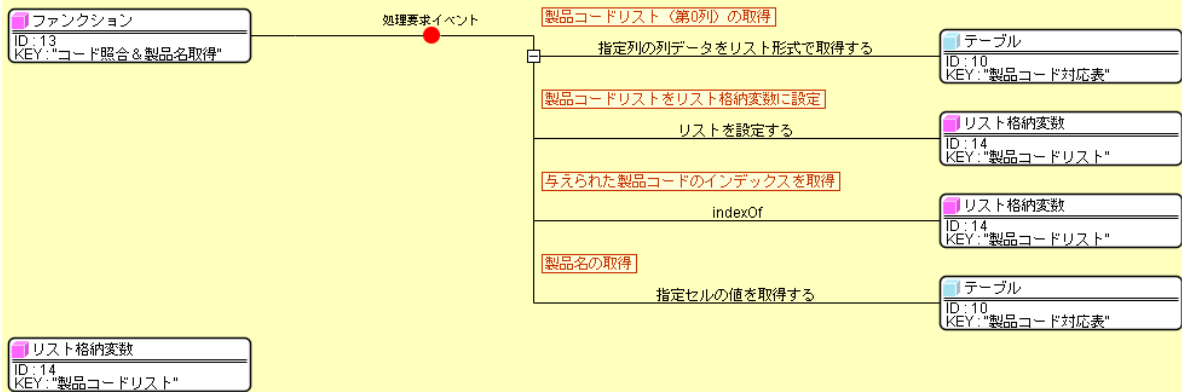 ファンクション
ID:13
KEY:"コード照合＆製品名取得"
処理要求イベント
製品コードリスト（第0列）の取得
指定列の列データをリスト形式で取得する
テーブル
ID:10
KEY:"製品コード対応表"
製品コードリストをリスト格納変数に設定
リストを設定する
リスト格納変数
ID:14
KEY:"製品コードリスト"
与えられた製品コードのインデックスを取得
indexOf
リスト格納変数
ID:14
KEY:"製品コードリスト"
製品名の取得
指定セルの値を取得する
テーブル
ID:10
KEY:"製品コード対応表"
リスト格納変数
ID:14
KEY:"製品コードリスト"